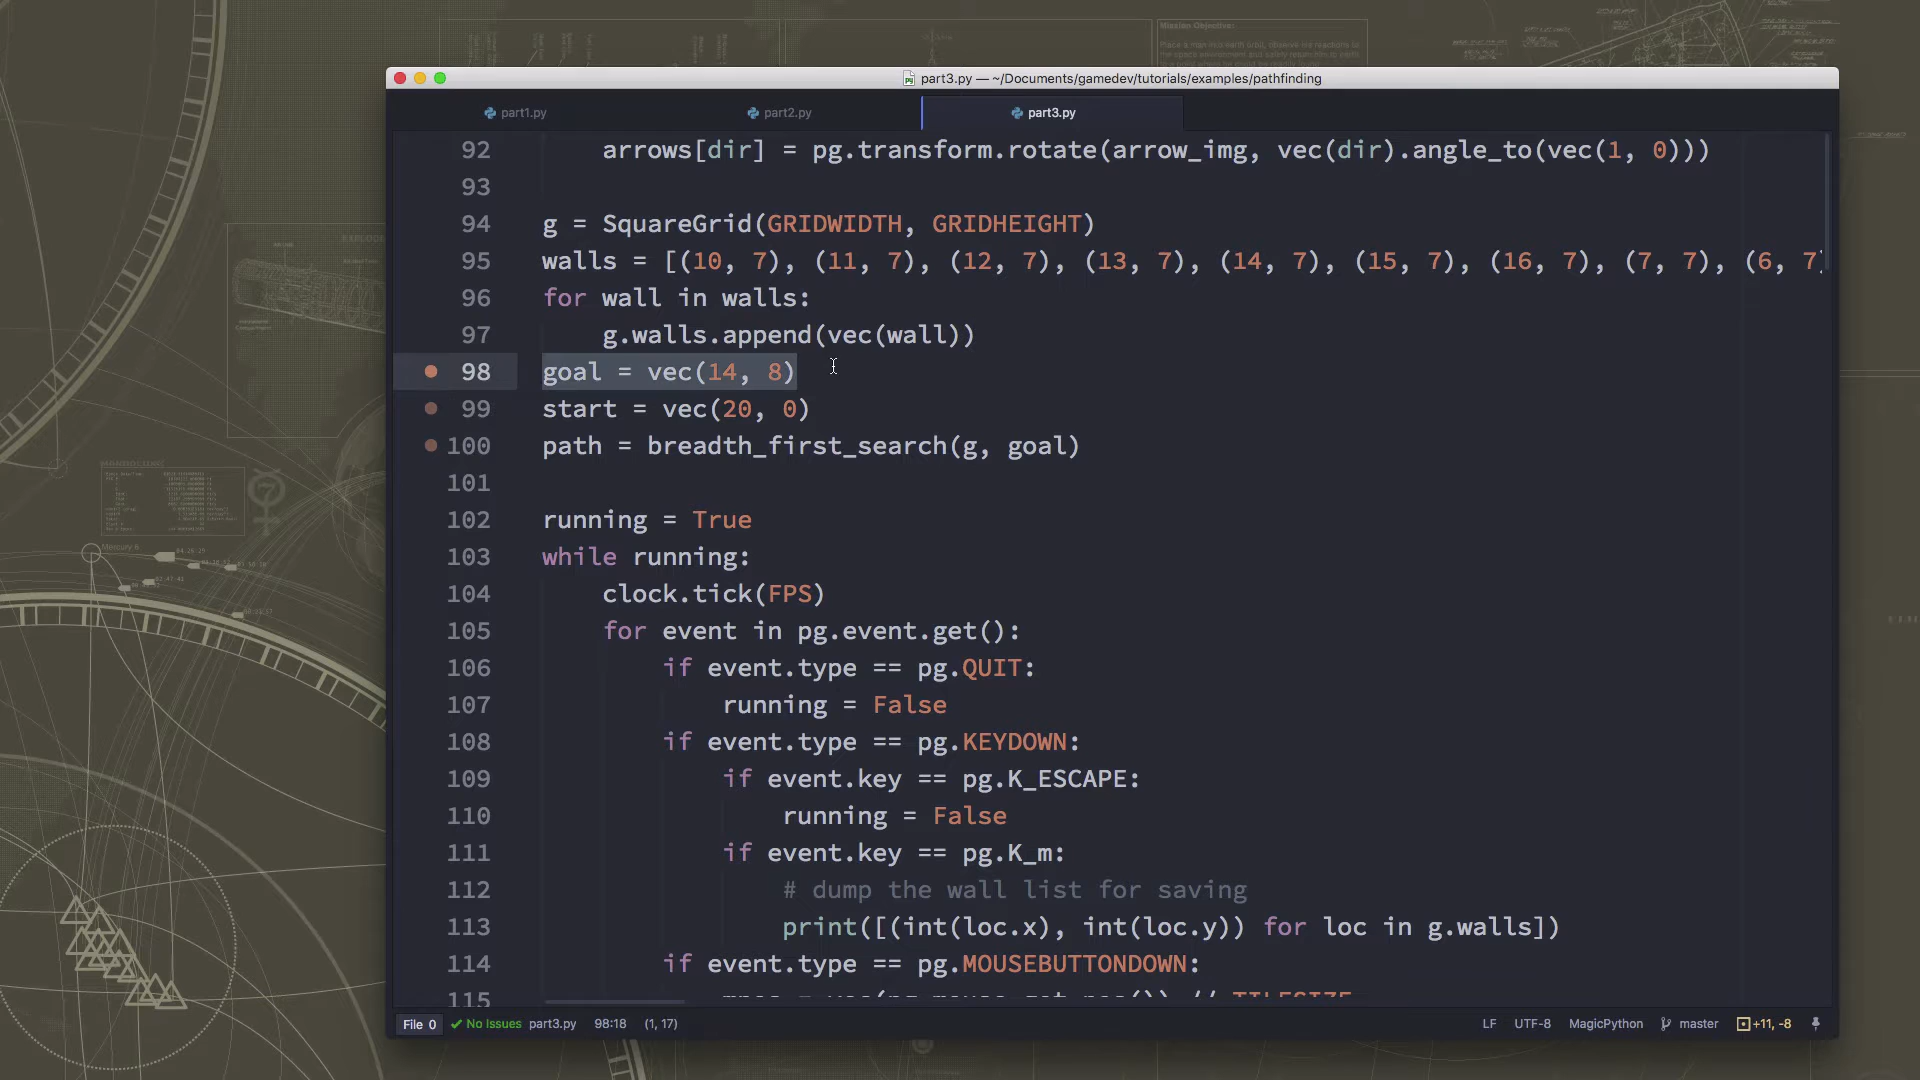 Mission Objective:
part3.py — ~/Documents/gamedev/tutorials/examples/pathfinding
part1.py
part2.py
part3.py
92 arrows[dir] = pg.transform.rotate(arrow_img, vec(dir).angle_to(vec(1, 0)))
93
94 g = SquareGrid(GRIDWIDTH, GRIDHEIGHT)
95 walls = [(10, 7), (11, 7), (12, 7), (13, 7), (14, 7), (15, 7), (16, 7), (7, 7), (6, 7)
96 for wall in walls:
97 g.walls.append(vec(wall))
98 goal = vec(14, 8)
99 start = vec(20, 0)
100 path = breadth_first_search(g, goal)
101
102 running = True
103 while running:
104 clock.tick(FPS)
105 for event in pg.event.get():
106 if event.type == pg.QUIT:
107 running = False
108 if event.type == pg.KEYDOWN:
109 if event.key == pg.K_ESCAPE:
110 running = False
111 if event.key == pg.K_m:
112 # dump the wall list for saving
113 print([(int(loc.x), int(loc.y)) for loc in g.walls])
114 if event.type == pg.MOUSEBUTTONDOWN:
115
File 0 No Issues part3.py 98:18 (1, 17) LF UTF-8 MagicPython master +11, -8
Mercury 6